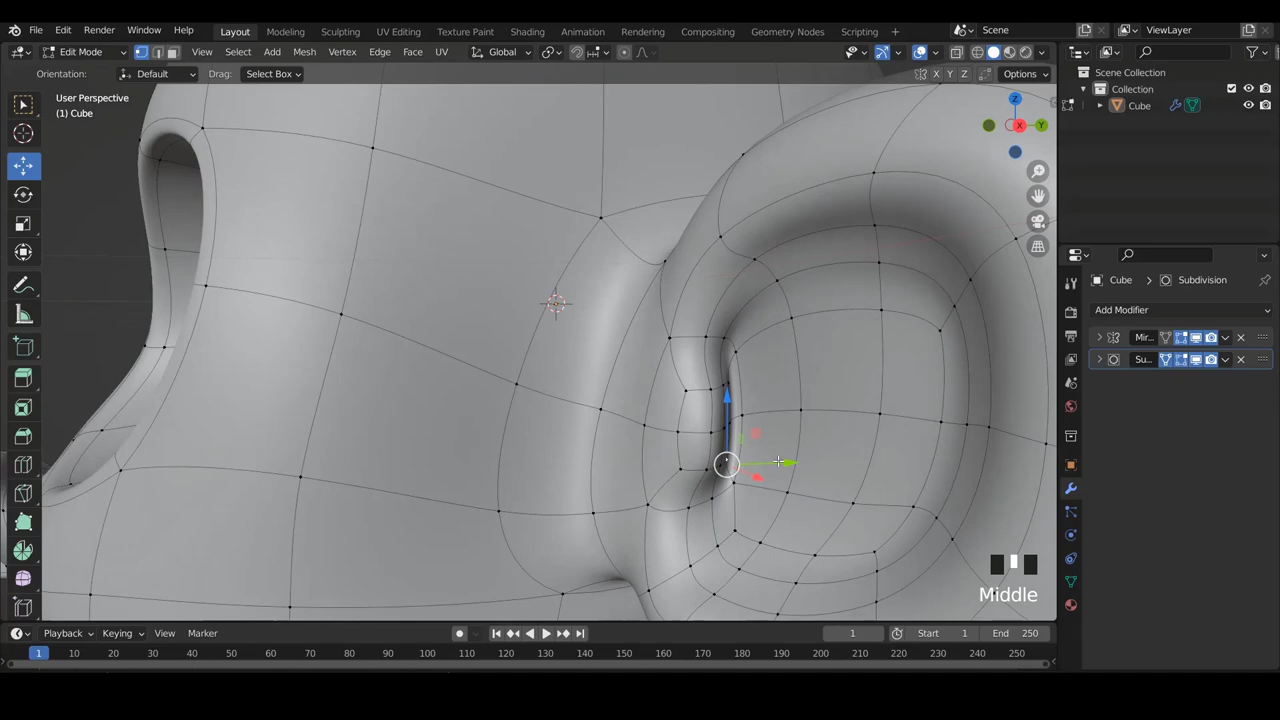 File Edit Render Window Help Layout Modeling Sculpting UV Editing Texture Paint Shading Animation Rendering Compositing Geometry Nodes Scripting + Scene ViewLayer
Edit Mode View Select Add Mesh Vertex Edge Face UV Global
Orientation: Default Drag: Select Box X Y Z Options
Scene Collection
Collection
Cube
User Perspective
(1) Cube
Z
X
Y
Cube > Subdivision
Add Modifier
Mir...
Su...
Middle
Playback Keying View Marker 1 Start 1 End 250
1 10 20 30 40 50 60 70 80 90 100 110 120 130 140 150 160 170 180 190 200 210 220 230 240 250